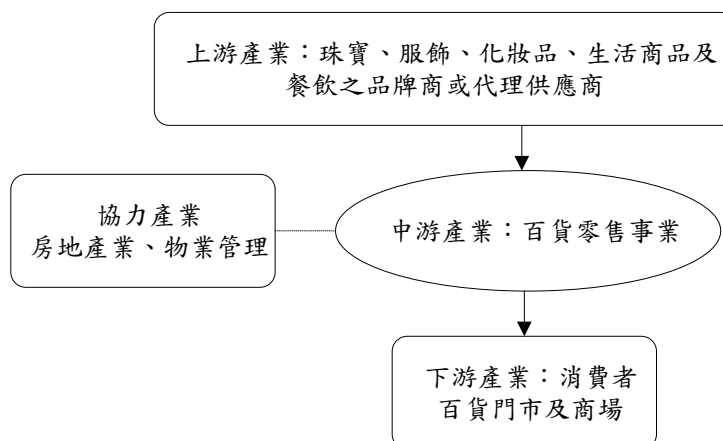 上游產業：珠寶、服飾、化妝品、生活商品及
餐飲之品牌商或代理供應商
協力產業
房地產業、物業管理
中游產業：百貨零售事業
下游產業：消費者
百貨門市及商場